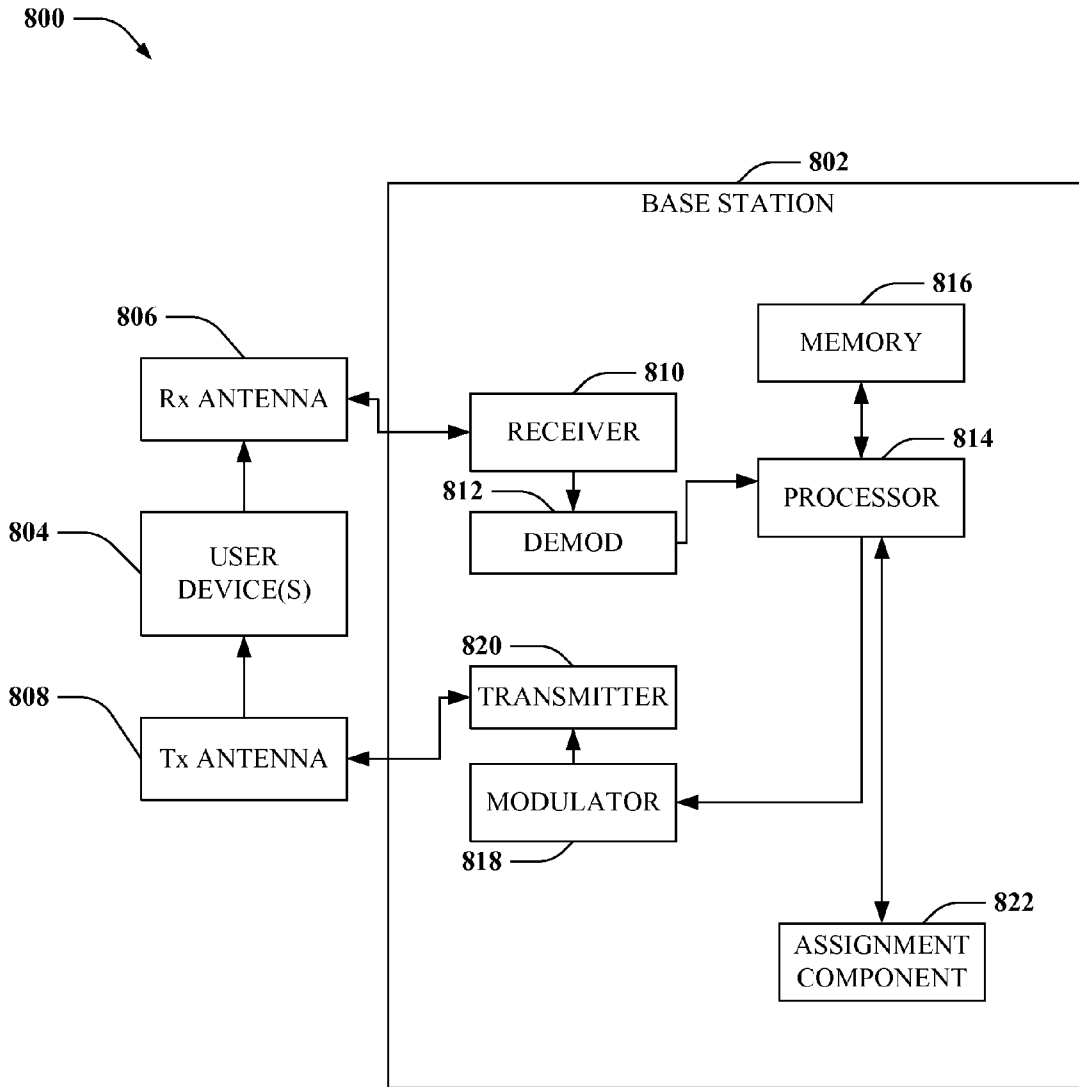 800
802
BASE STATION
816
MEMORY
806
Rx ANTENNA
810
RECEIVER
814
PROCESSOR
812
DEMOD
804
USER
DEVICE(S)
820
TRANSMITTER
808
Tx ANTENNA
MODULATOR
818
822
ASSIGNMENT
COMPONENT